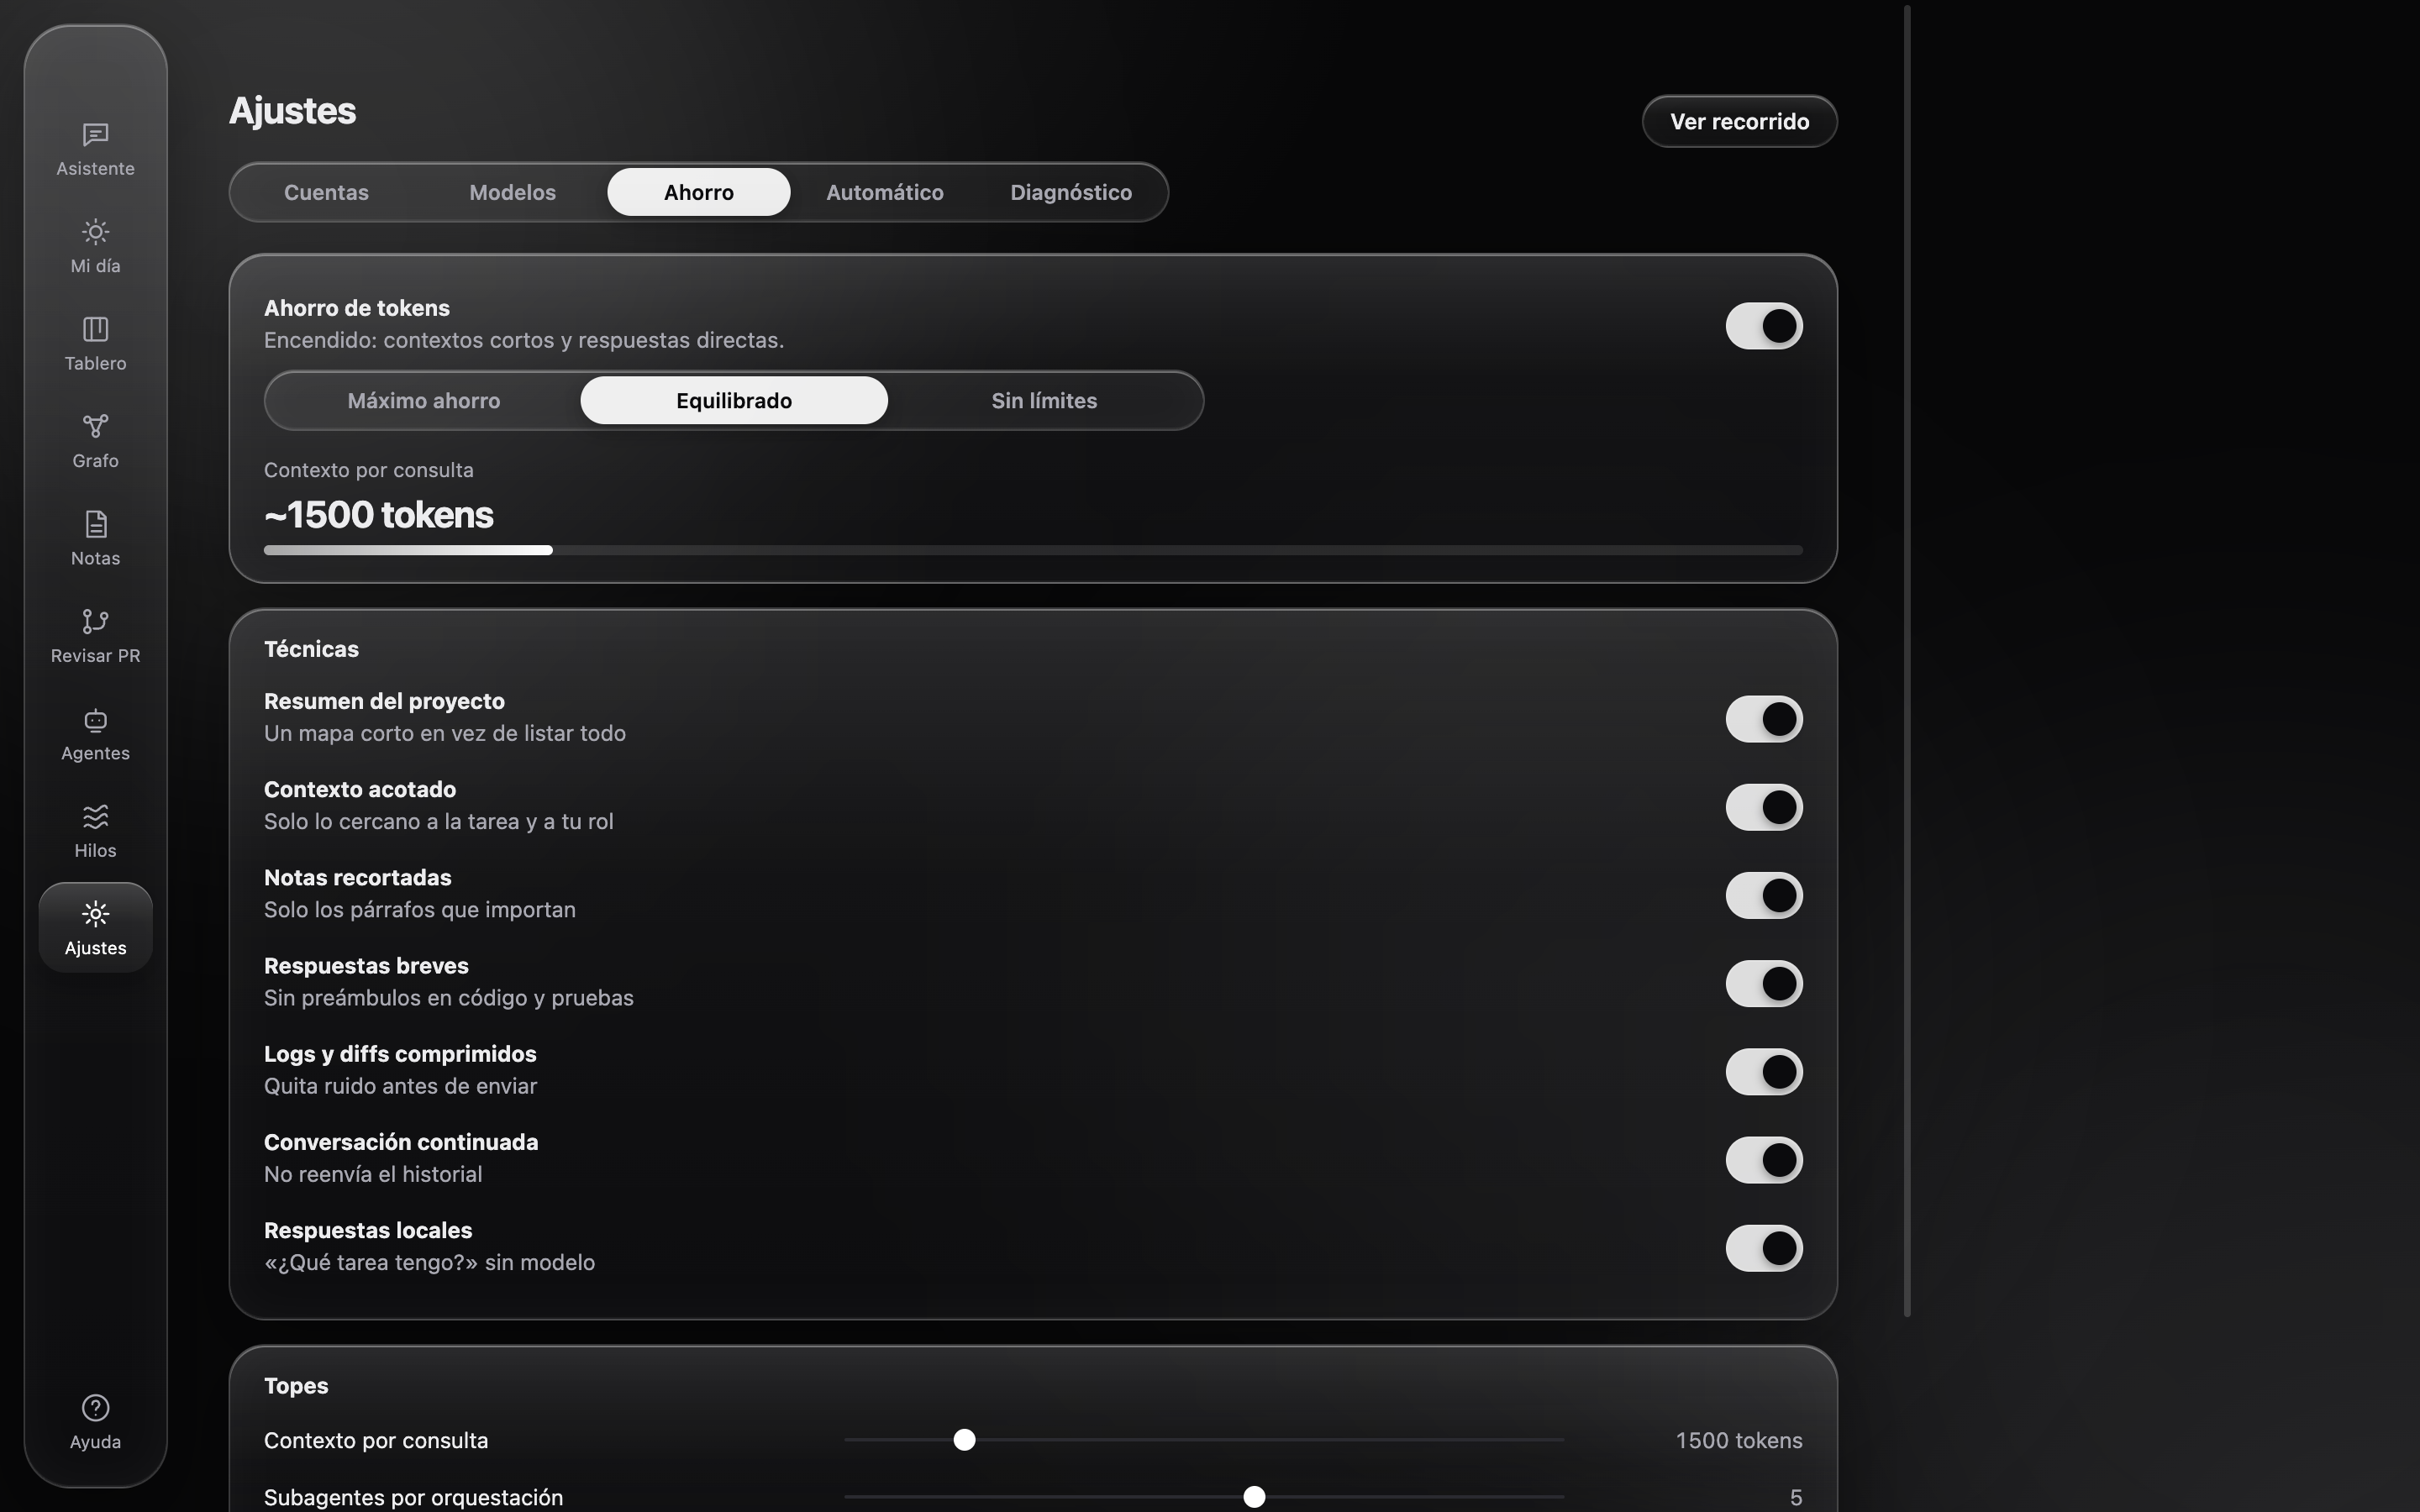 Asistente
Mi día
Tablero
Grafo
Notas
Revisar PR
Agentes
Hilos
Ajustes
Ayuda
Ajustes
Ver recorrido
Cuentas
Modelos
Ahorro
Automático
Diagnóstico
Ahorro de tokens
Encendido: contextos cortos y respuestas directas.
Máximo ahorro
Equilibrado
Sin límites
Contexto por consulta
~1500 tokens
Técnicas
Resumen del proyecto
Un mapa corto en vez de listar todo
Contexto acotado
Solo lo cercano a la tarea y a tu rol
Notas recortadas
Solo los párrafos que importan
Respuestas breves
Sin preámbulos en código y pruebas
Logs y diffs comprimidos
Quita ruido antes de enviar
Conversación continuada
No reenvía el historial
Respuestas locales
«¿Qué tarea tengo?» sin modelo
Topes
Contexto por consulta
1500 tokens
Subagentes por orquestación
5